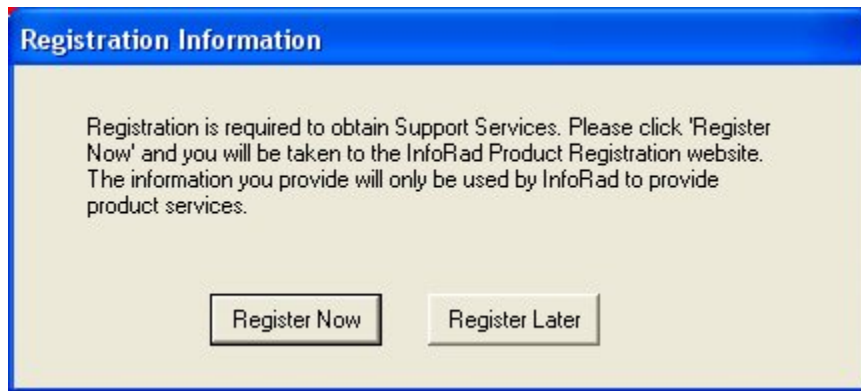 Registration Information
Registration is required to obtain Support Services. Please click 'Register
Now' and you will be taken to the InfoRad Product Registration website.
The information you provide will only be used by InfoRad to provide
product services.
Register Now
Register Later